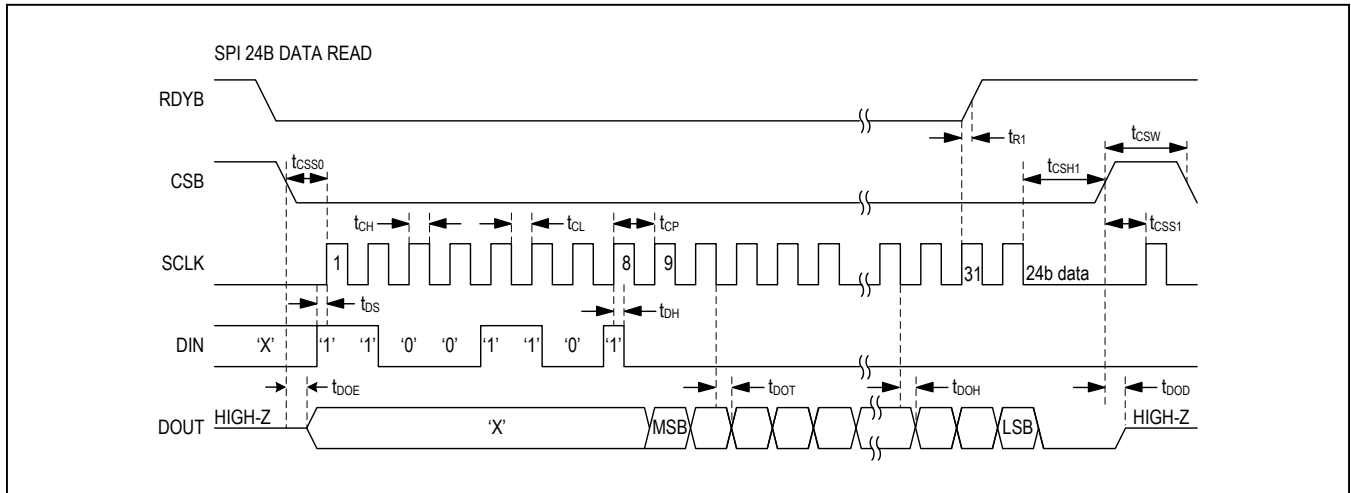 SPI 24B DATA READ
RDYB
tR1
tCSW
tCSS0
tCSH1
CSB
tCH
tCL
tCP
tCSS1
SCLK
1
8
9
31
24b data
tDS
tDH
DIN
‘X’ ‘1’ ‘1’ ‘0’ ‘0’ ‘1’ ‘1’ ‘0’ ‘1’
tDOE
tDOT
tDOH
tDOD
DOUT HIGH-Z ‘X’ MSB LSB HIGH-Z